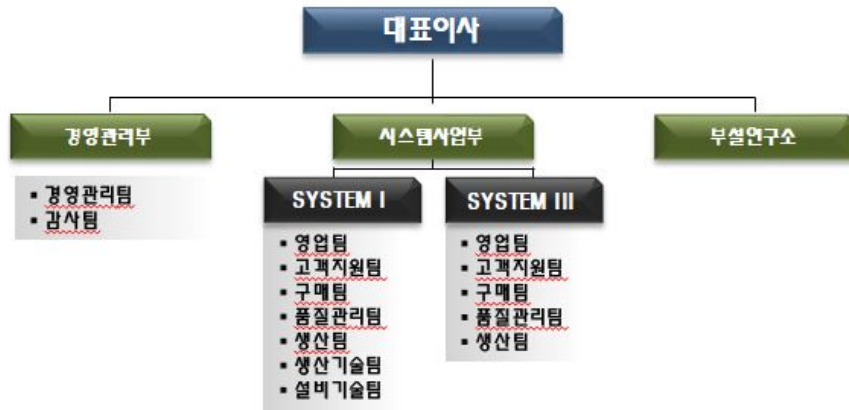 대표이사
경영관리부
시스템사업부
부설연구소
▪ 경영관리팀
▪ 감사팀
SYSTEM I
▪ 영업팀
▪ 고객지원팀
▪ 구매팀
▪ 품질관리팀
▪ 생산팀
▪ 생산기술팀
▪ 설비기술팀
SYSTEM III
▪ 영업팀
▪ 고객지원팀
▪ 구매팀
▪ 품질관리팀
▪ 생산팀